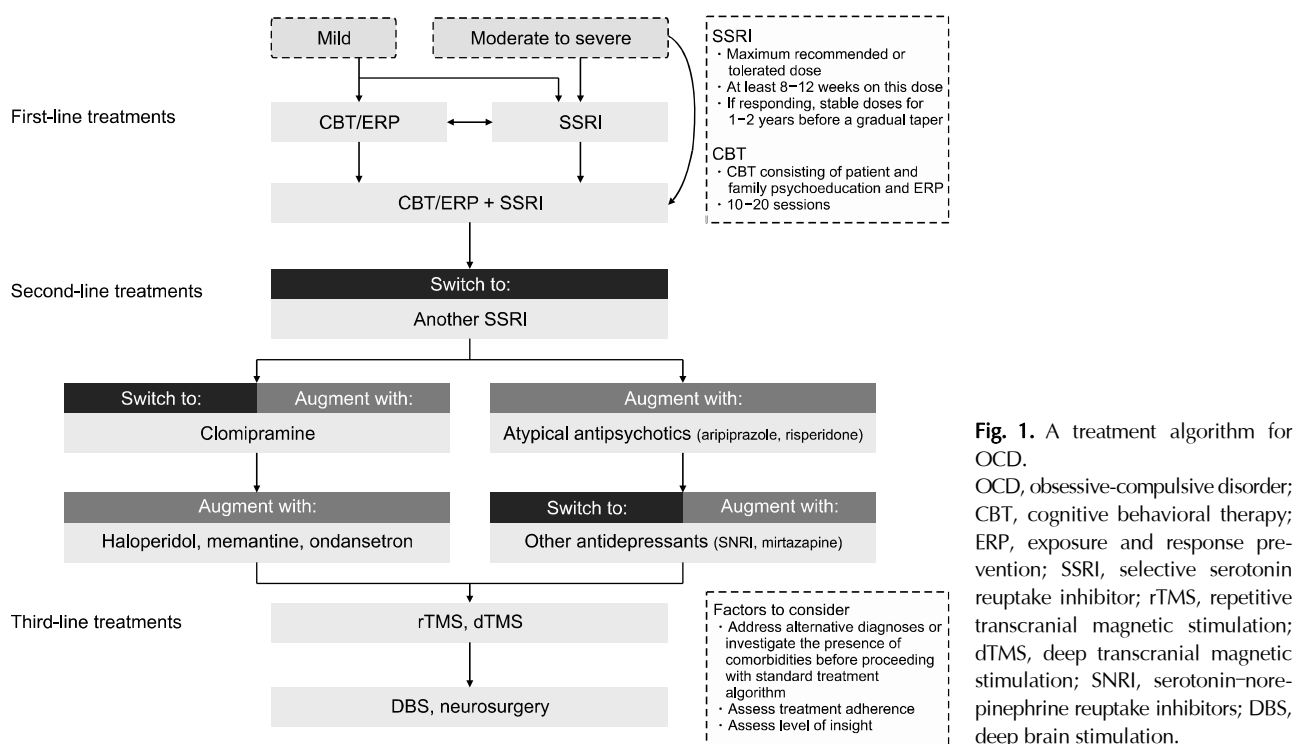 Mild
Moderate to severe
First-line treatments
CBT/ERP
SSRI
CBT/ERP + SSRI
SSRI
· Maximum recommended or
tolerated dose
· At least 8−12 weeks on this dose
· If responding, stable doses for
1−2 years before a gradual taper
CBT
· CBT consisting of patient and
family psychoeducation and ERP
· 10−20 sessions
Second-line treatments
Switch to:
Another SSRI
Switch to:
Augment with:
Clomipramine
Augment with:
Atypical antipsychotics (aripiprazole, risperidone)
Augment with:
Haloperidol, memantine, ondansetron
Switch to:
Augment with:
Other antidepressants (SNRI, mirtazapine)
Third-line treatments
rTMS, dTMS
DBS, neurosurgery
Factors to consider
· Address alternative diagnoses or
investigate the presence of
comorbidities before proceeding
with standard treatment
algorithm
· Assess treatment adherence
· Assess level of insight
Fig. 1. A treatment algorithm for
OCD.
OCD, obsessive-compulsive disorder;
CBT, cognitive behavioral therapy;
ERP, exposure and response pre-
vention; SSRI, selective serotonin
reuptake inhibitor; rTMS, repetitive
transcranial magnetic stimulation;
dTMS, deep transcranial magnetic
stimulation; SNRI, serotonin−nore-
pinephrine reuptake inhibitors; DBS,
deep brain stimulation.